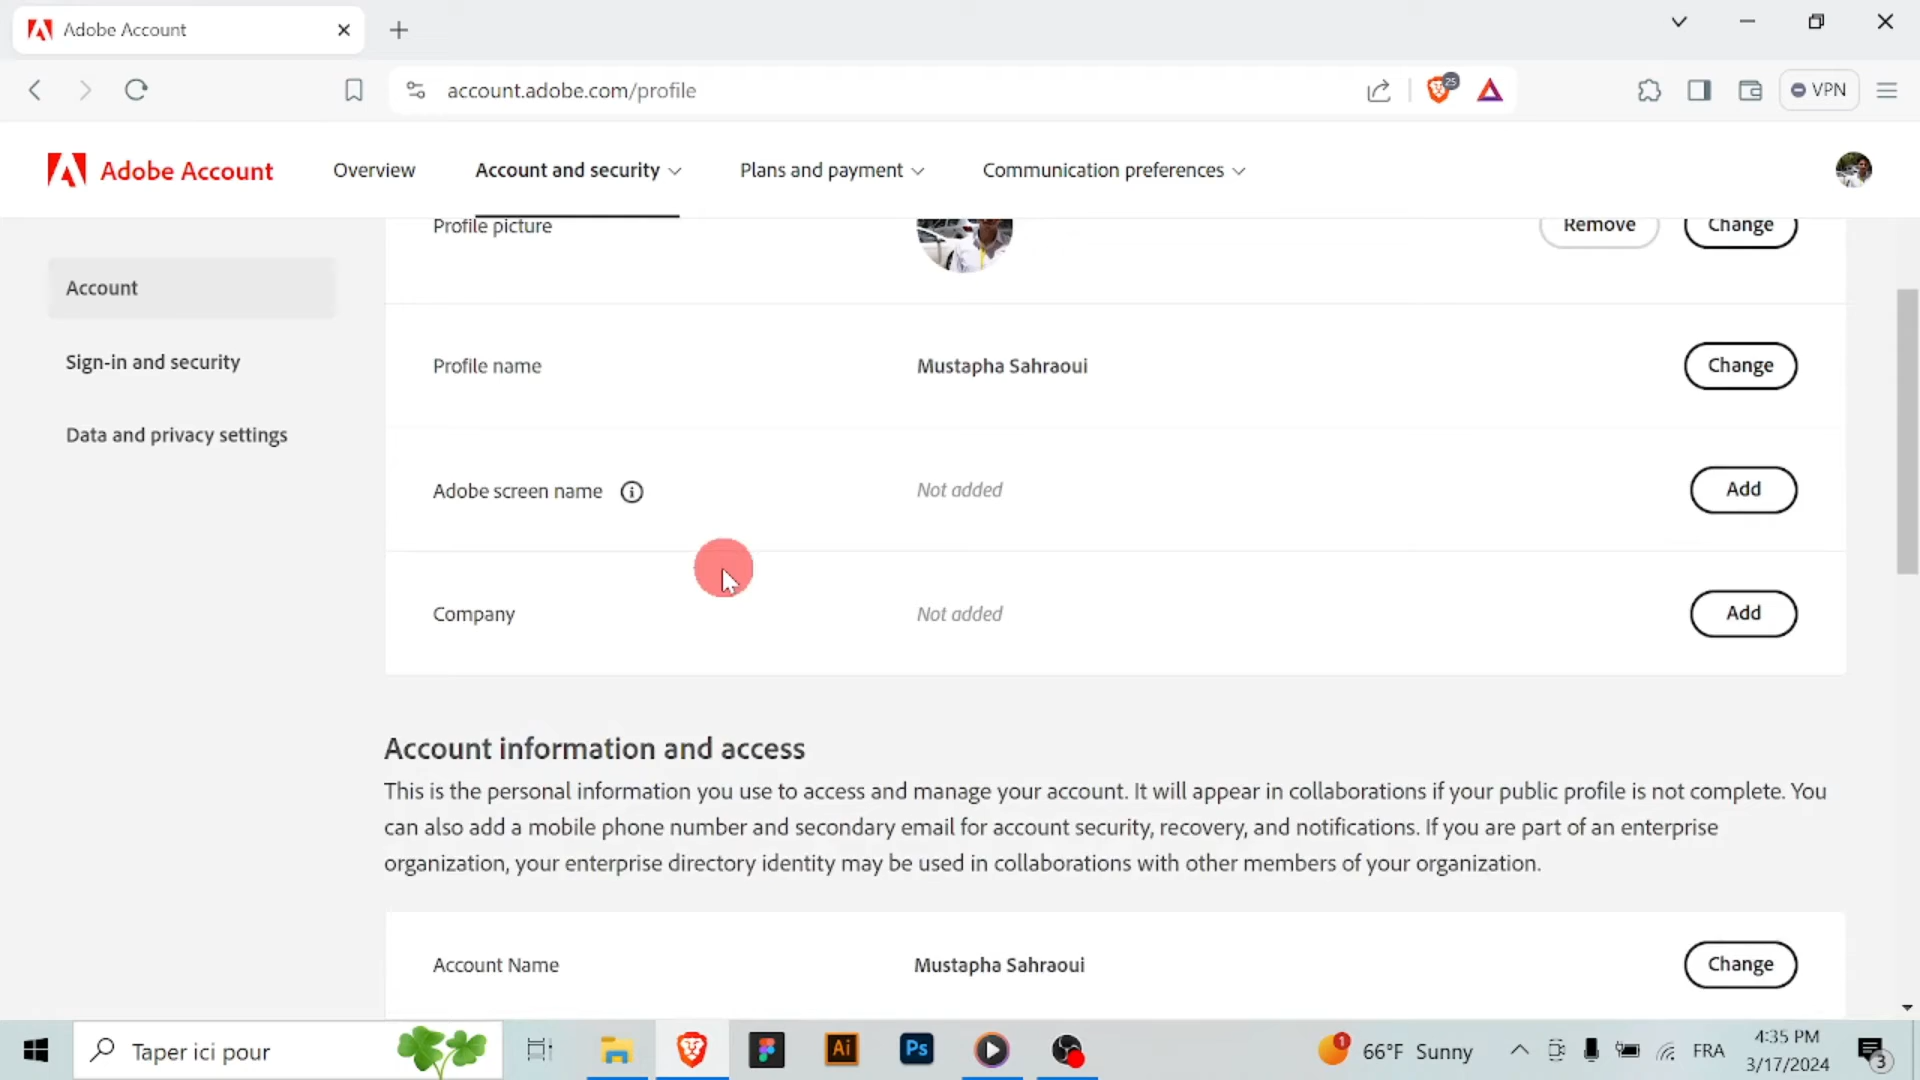 Adobe Account
account.adobe.com/profile
25
VPN
Adobe Account
Overview
Account and security
Plans and payment
Communication preferences
Profile picture
Remove
Change
Account
Sign-in and security
Data and privacy settings
Profile name
Mustapha Sahraoui
Change
Adobe screen name
Not added
Add
Company
Not added
Add
Account information and access
This is the personal information you use to access and manage your account. It will appear in collaborations if your public profile is not complete. You
can also add a mobile phone number and secondary email for account security, recovery, and notifications. If you are part of an enterprise
organization, your enterprise directory identity may be used in collaborations with other members of your organization.
Account Name
Mustapha Sahraoui
Change
Taper ici pour
Ai
Ps
1
66°F Sunny
FRA
4:35 PM
3/17/2024
3